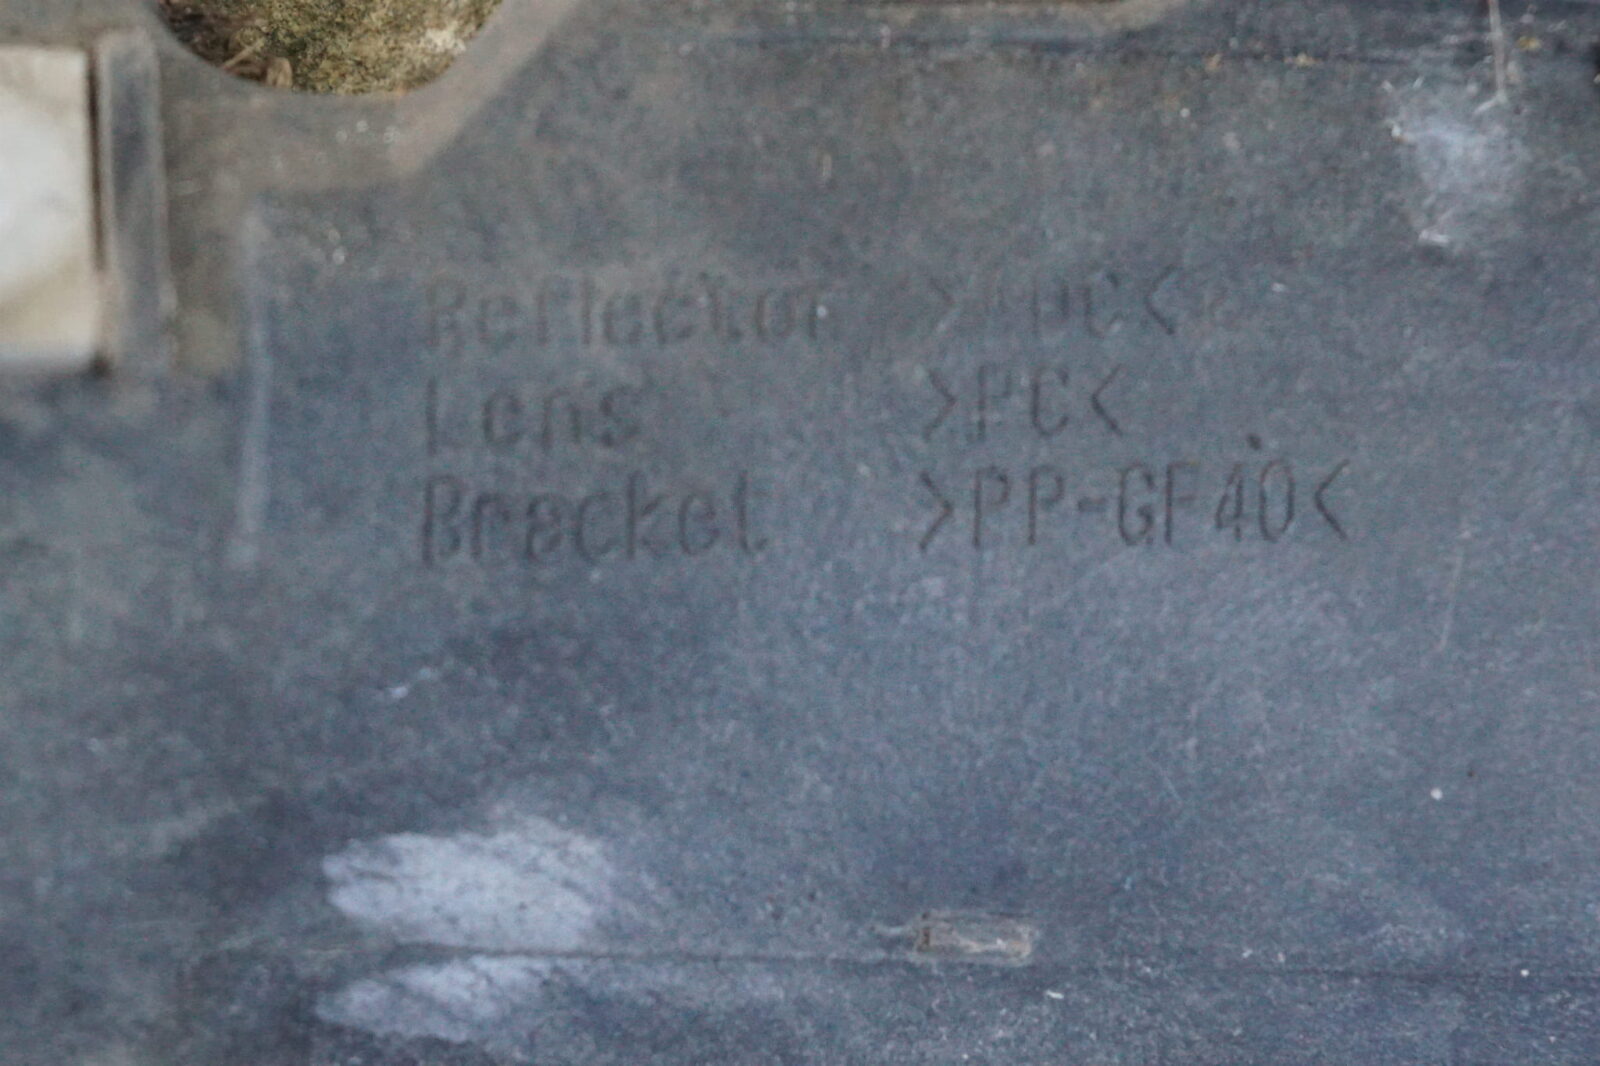 Reflector
Lens >PC<
Bracket >PP-GF40<